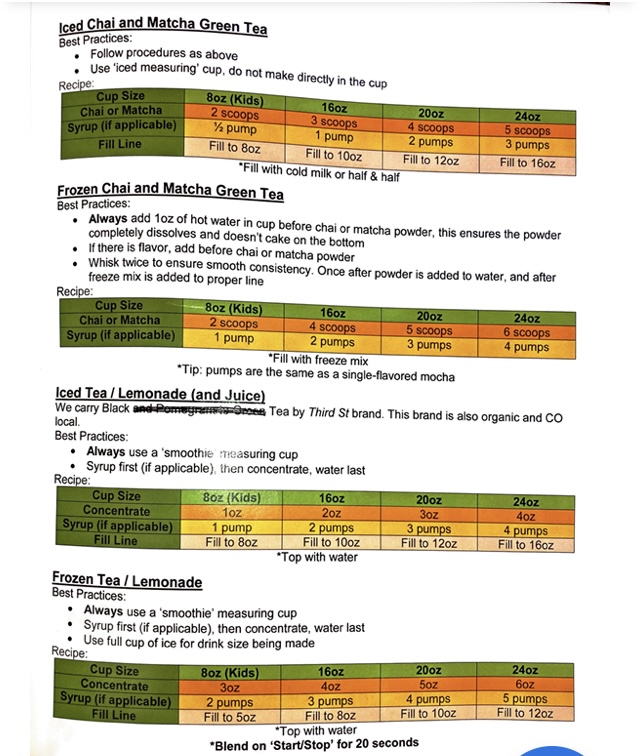 Iced Chai and Matcha Green Tea
Best Practices:
• Follow procedures as above
• Use 'iced measuring' cup, do not make directly in the cup
Recipe:
Cup Size 8oz (Kids) 16oz 20oz 24oz
Chai or Matcha 2 scoops 3 scoops 4 scoops 5 scoops
Syrup (if applicable) ½ pump 1 pump 2 pumps 3 pumps
Fill Line Fill to 8oz Fill to 10oz Fill to 12oz Fill to 16oz
*Fill with cold milk or half & half
Frozen Chai and Matcha Green Tea
Best Practices:
• Always add 1oz of hot water in cup before chai or matcha powder, this ensures the powder
completely dissolves and doesn't cake on the bottom
• If there is flavor, add before chai or matcha powder
• Whisk twice to ensure smooth consistency. Once after powder is added to water, and after
freeze mix is added to proper line
Recipe:
Cup Size 8oz (Kids) 16oz 20oz 24oz
Chai or Matcha 2 scoops 4 scoops 5 scoops 6 scoops
Syrup (if applicable) 1 pump 2 pumps 3 pumps 4 pumps
*Fill with freeze mix
*Tip: pumps are the same as a single-flavored mocha
Iced Tea / Lemonade (and Juice)
We carry Black and Pomegranate Green Tea by Third St brand. This brand is also organic and CO
local.
Best Practices:
• Always use a 'smoothie' measuring cup
• Syrup first (if applicable), then concentrate, water last
Recipe:
Cup Size 8oz (Kids) 16oz 20oz 24oz
Concentrate 1oz 2oz 3oz 4oz
Syrup (if applicable) 1 pump 2 pumps 3 pumps 4 pumps
Fill Line Fill to 8oz Fill to 10oz Fill to 12oz Fill to 16oz
*Top with water
Frozen Tea / Lemonade
Best Practices:
• Always use a 'smoothie' measuring cup
• Syrup first (if applicable), then concentrate, water last
• Use full cup of ice for drink size being made
Recipe:
Cup Size 8oz (Kids) 16oz 20oz 24oz
Concentrate 3oz 4oz 5oz 6oz
Syrup (if applicable) 2 pumps 3 pumps 4 pumps 5 pumps
Fill Line Fill to 5oz Fill to 8oz Fill to 10oz Fill to 12oz
*Top with water
*Blend on 'Start/Stop' for 20 seconds